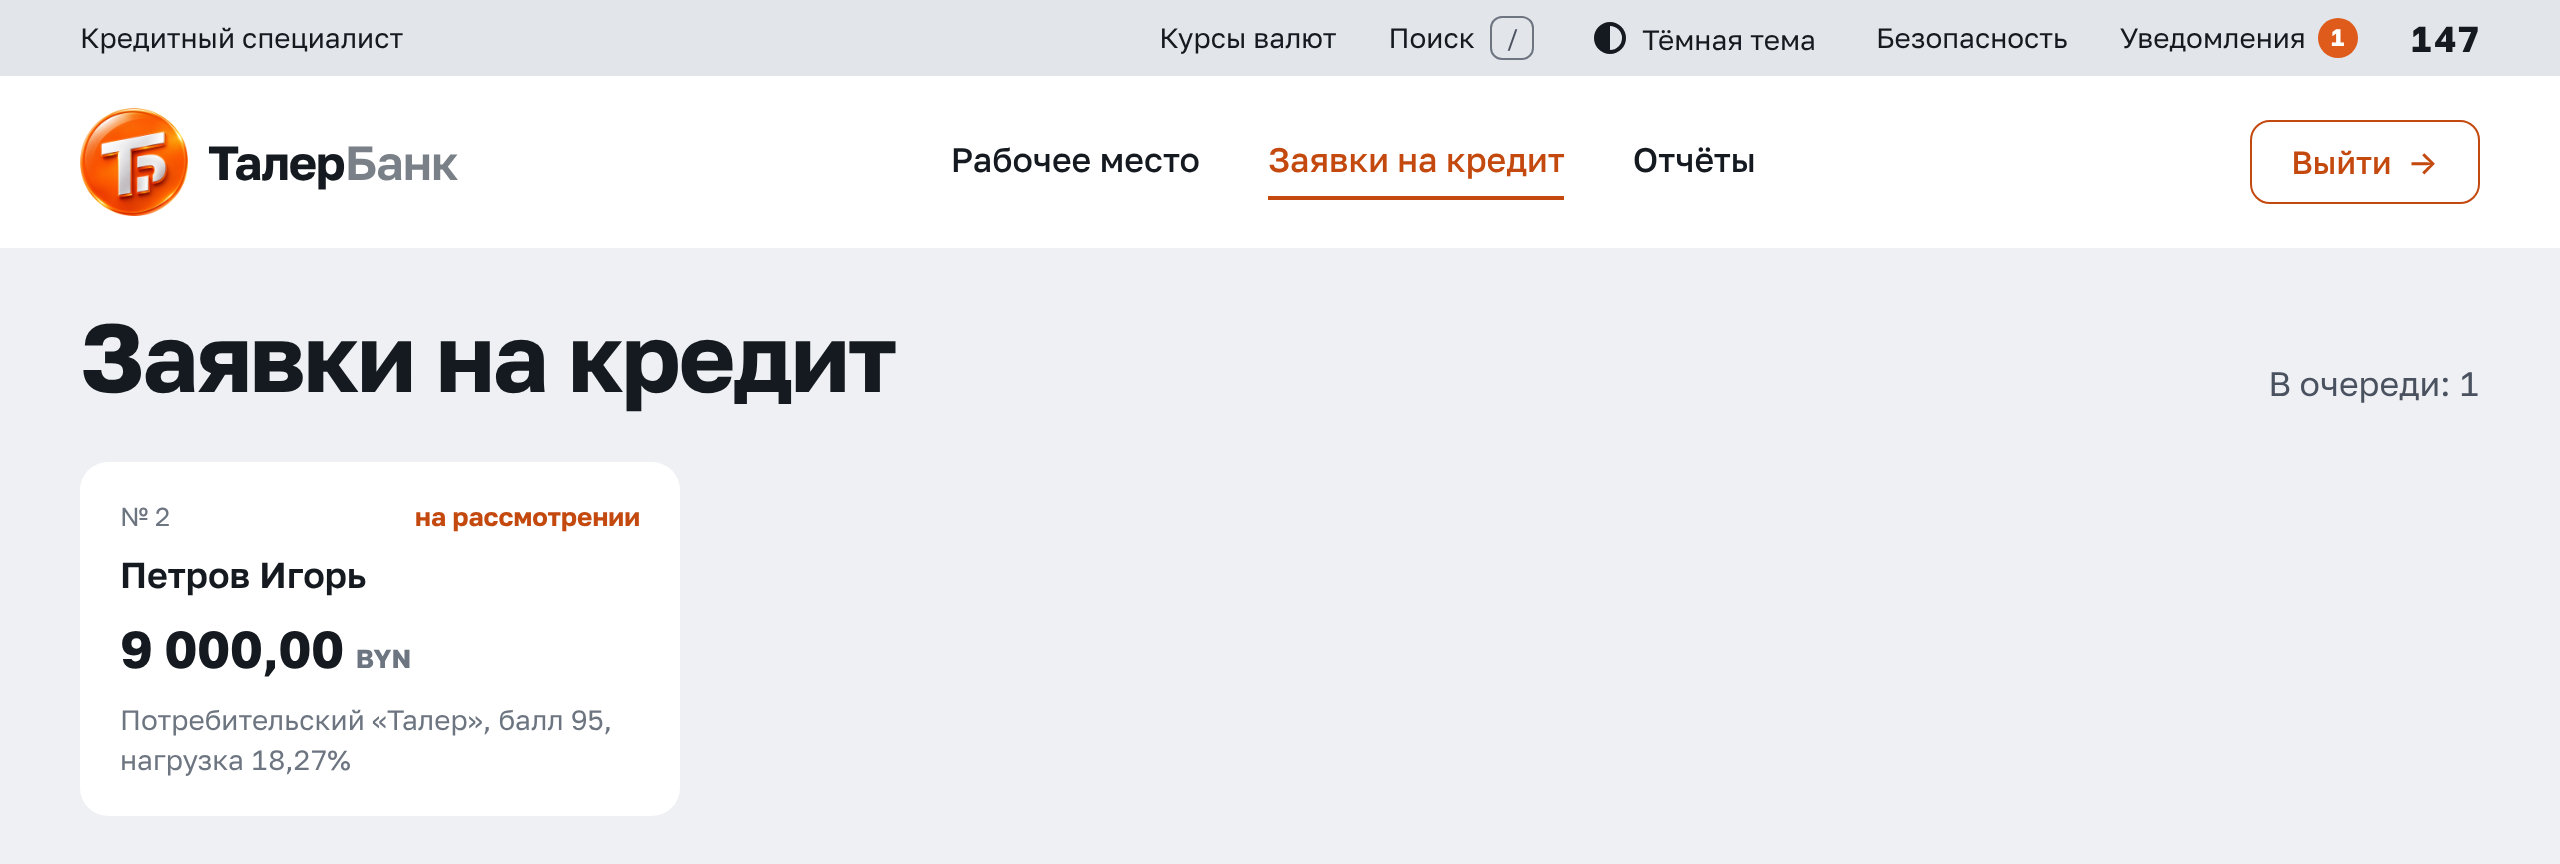 Кредитный специалист
Курсы валют
Поиск /
Тёмная тема
Безопасность
Уведомления 1
147
ТалерБанк
Рабочее место
Заявки на кредит
Отчёты
Выйти →
Заявки на кредит
В очереди: 1
№ 2
на рассмотрении
Петров Игорь
9 000,00 BYN
Потребительский «Талер», балл 95,
нагрузка 18,27%